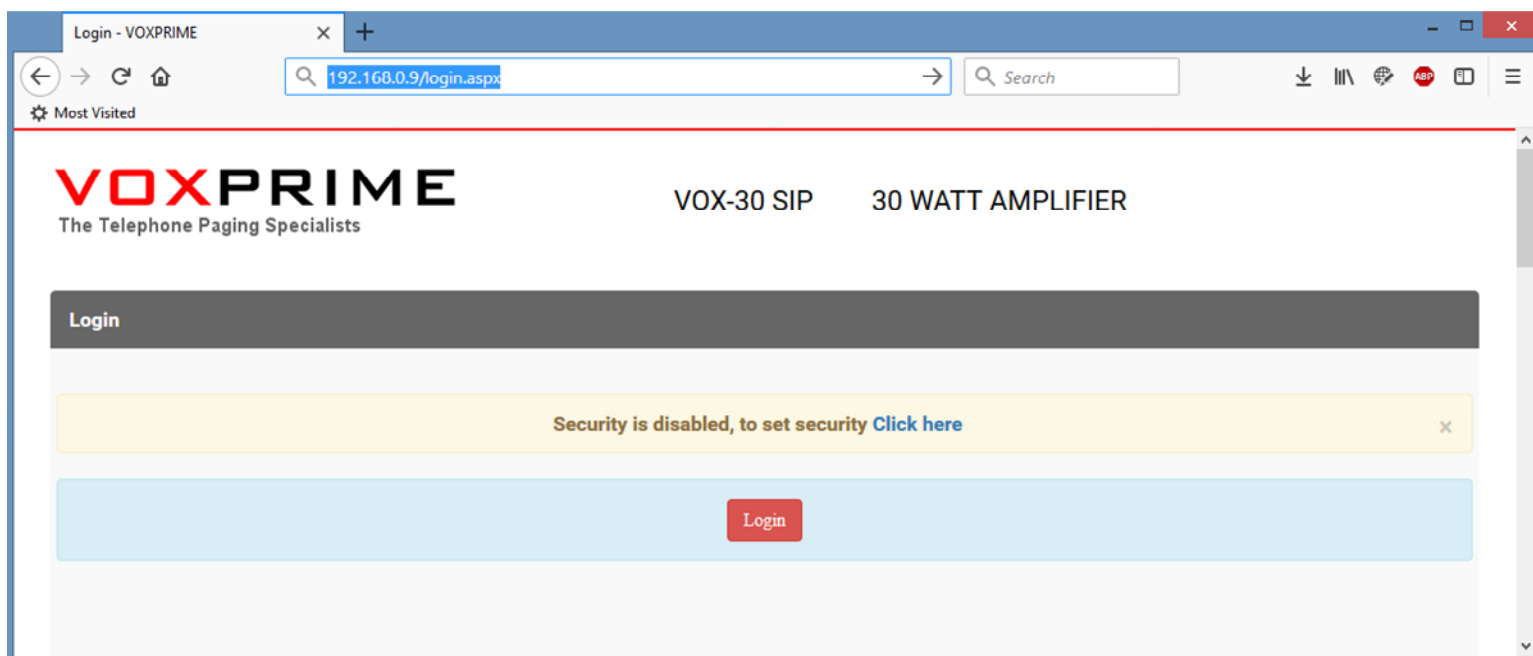 Login - VOXPRIME
192.168.0.9/login.aspx
Search
ABP
Most Visited
VOXPRIME
The Telephone Paging Specialists
VOX-30 SIP 30 WATT AMPLIFIER
Login
Security is disabled, to set security Click here
Login